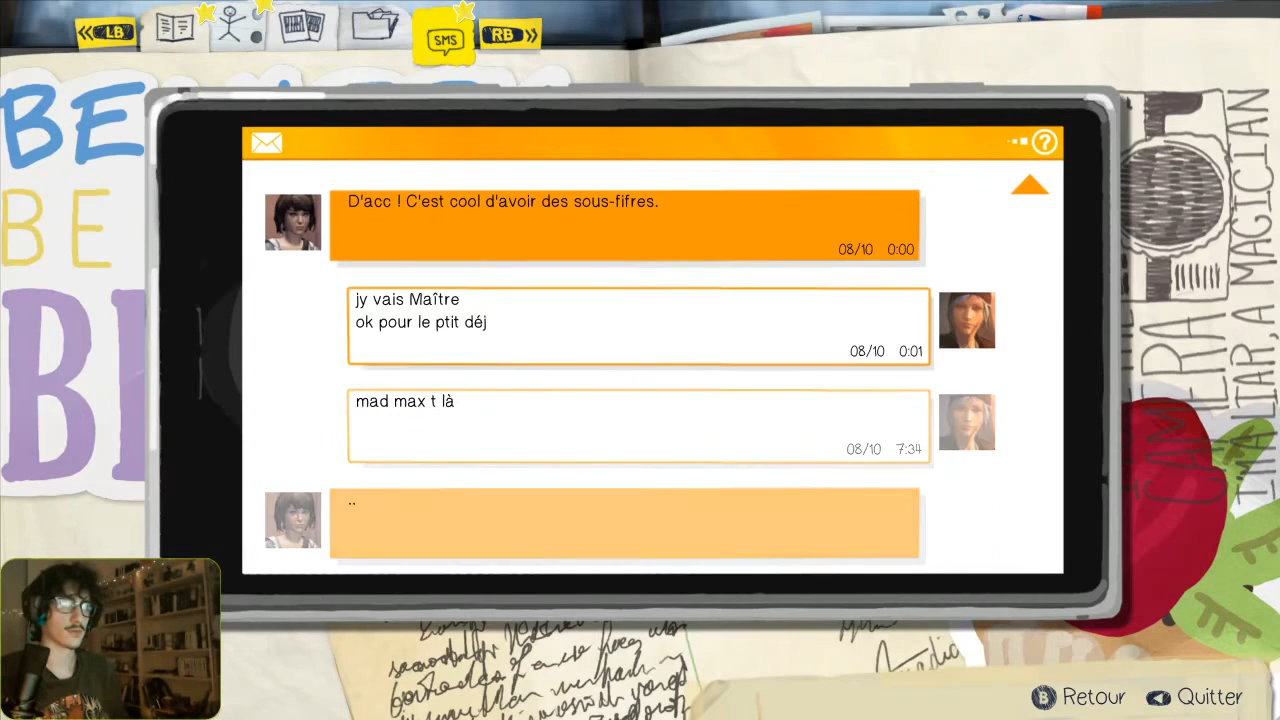 LB
SMS
RB
BE
BE
D'acc ! C'est cool d'avoir des sous-fifres.
08/10 0:00
jy vais Maître
ok pour le ptit déj
08/10 0:01
mad max t là
08/10 7:34
..
CAMERA
LIAR, A MAGICIAN
Retour
Quitter